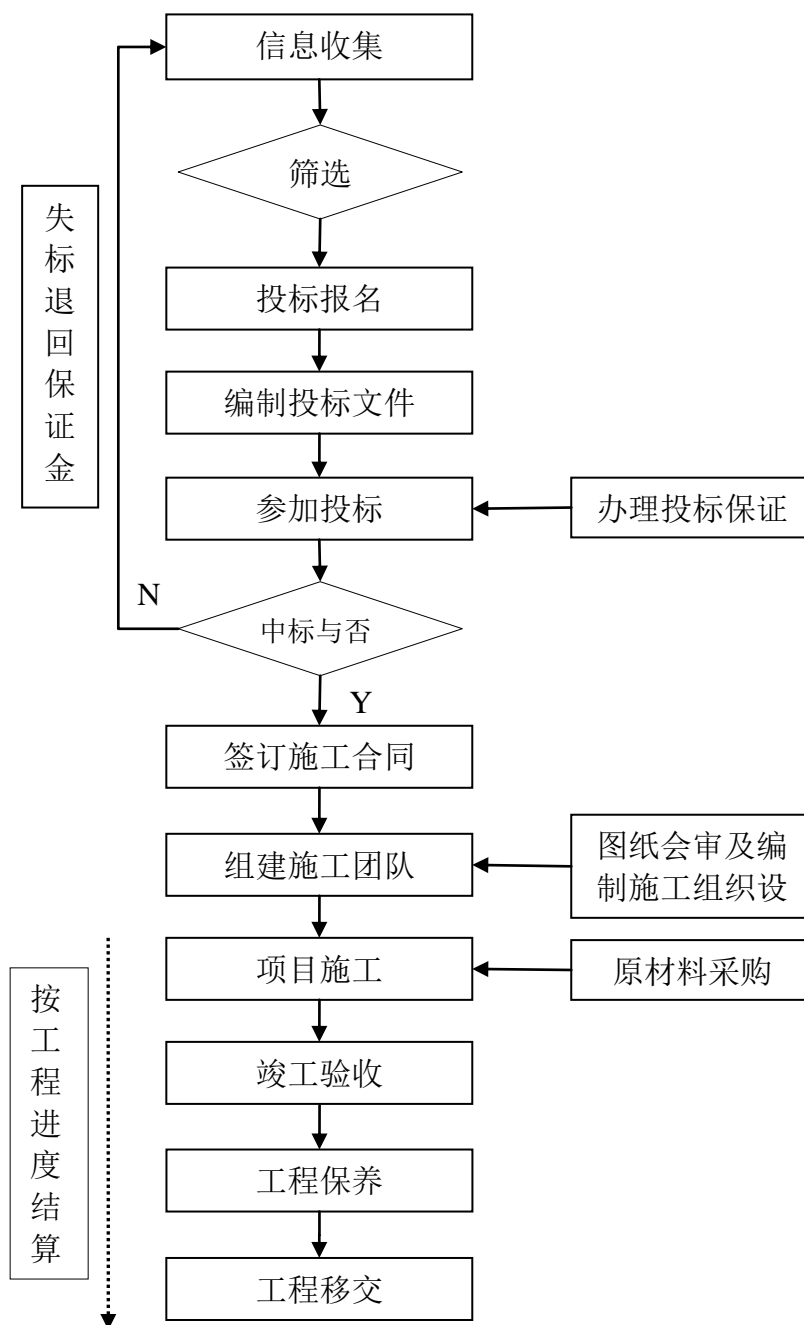 信息收集
筛选
失标退回保证金
投标报名
编制投标文件
参加投标
办理投标保证
N
中标与否
Y
签订施工合同
组建施工团队
图纸会审及编
制施工组织设
项目施工
原材料采购
按工程进度结算
竣工验收
工程保养
工程移交